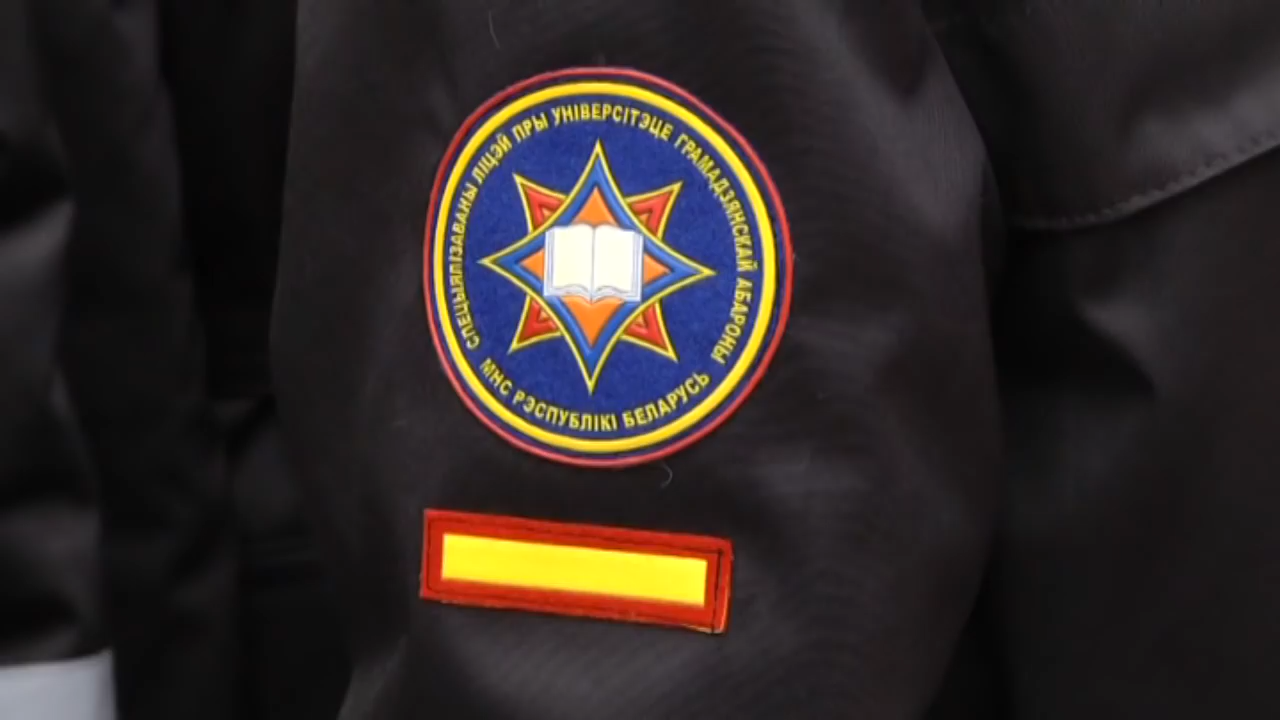 СПЕЦЫЯЛІЗАВАНЫ ЛІЦЭЙ ПРЫ УНІВЕРСІТЭЦЕ ГРАМАДЗЯНСКАЙ АБАРОНЫ
МНС РЭСПУБЛІКІ БЕЛАРУСЬ